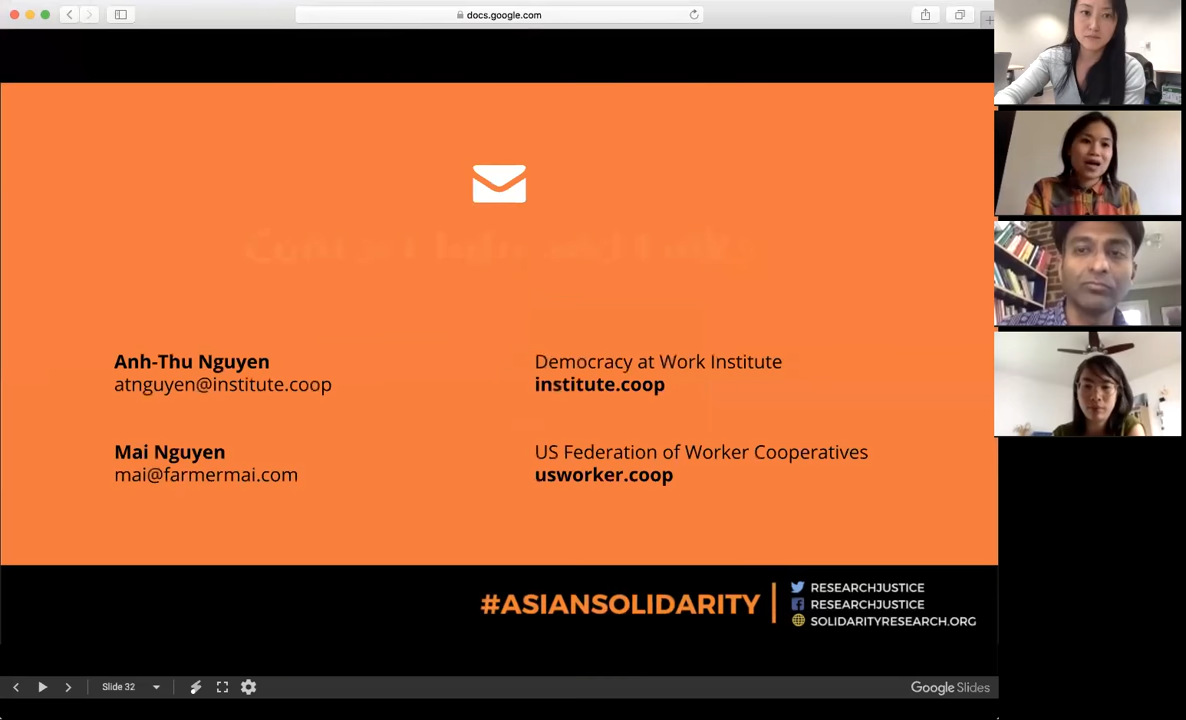 docs.google.com
Anh-Thu Nguyen
atnguyen@institute.coop
Mai Nguyen
mai@farmermai.com
Democracy at Work Institute
institute.coop
US Federation of Worker Cooperatives
usworker.coop
#ASIANSOLIDARITY
RESEARCHJUSTICE
RESEARCHJUSTICE
SOLIDARITYRESEARCH.ORG
Slide 32
Google Slides